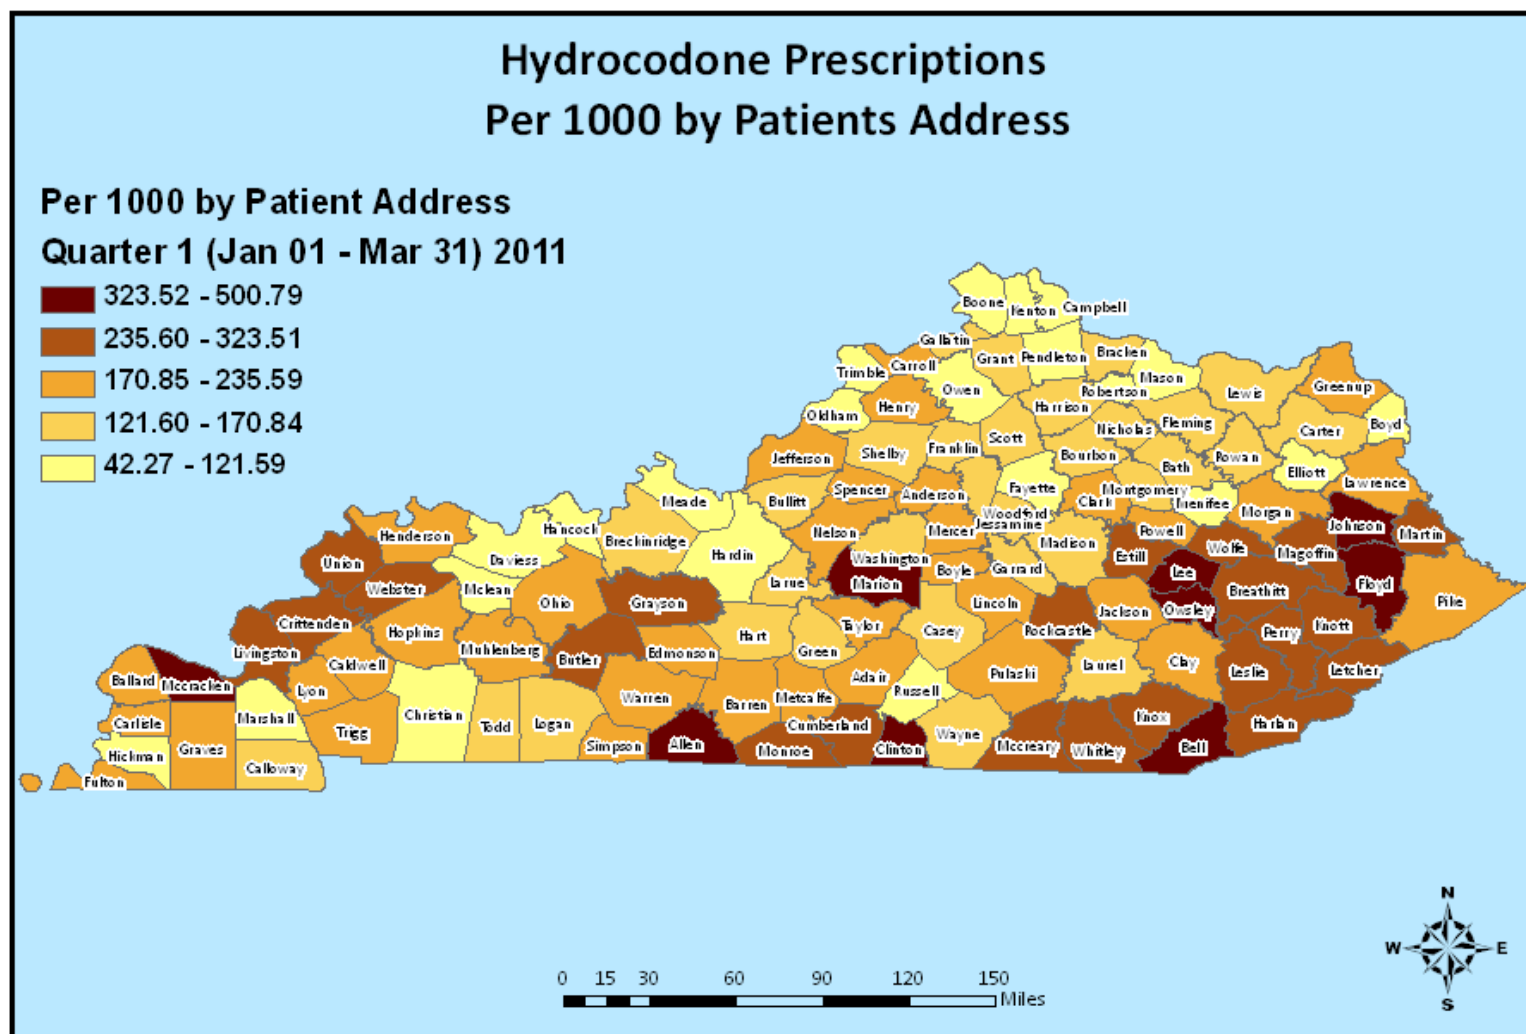 Hydrocodone Prescriptions
Per 1000 by Patients Address
Per 1000 by Patient Address
Quarter 1 (Jan 01 - Mar 31) 2011
323.52 - 500.79
235.60 - 323.51
170.85 - 235.59
121.60 - 170.84
42.27 - 121.59
Boone
Kenton
Campbell
Gallatin
Grant
Pendleton
Bracken
Trimble
Carroll
Owen
Robertson
Mason
Lewis
Greenup
Oldham
Henry
Harrison
Nicholas
Fleming
Carter
Boyd
Jefferson
Shelby
Franklin
Scott
Bourbon
Bath
Rowan
Elliott
Lawrence
Meade
Bullitt
Spencer
Anderson
Fayette
Clark
Montgomery
Menifee
Morgan
Johnson
Martin
Hancock
Henderson
Breckinridge
Hardin
Nelson
Mercer
Woodford
Jessamine
Madison
Powell
Wolfe
Magoffin
Union
Daviess
Washington
Estill
Webster
Mclean
Ohio
Grayson
Larue
Marion
Boyle
Garrard
Lee
Breathitt
Floyd
Pike
Crittenden
Hopkins
Muhlenberg
Butler
Edmonson
Hart
Green
Taylor
Casey
Lincoln
Rockcastle
Jackson
Owsley
Perry
Knott
Livingston
Caldwell
Lyon
Warren
Barren
Metcalfe
Adair
Russell
Pulaski
Laurel
Clay
Leslie
Letcher
Ballard
Mccracken
Carlisle
Graves
Marshall
Trigg
Christian
Todd
Logan
Simpson
Allen
Monroe
Cumberland
Clinton
Wayne
Mccreary
Whitley
Knox
Bell
Harlan
Hickman
Fulton
Calloway
N
W
E
S
0 15 30 60 90 120 150
Miles